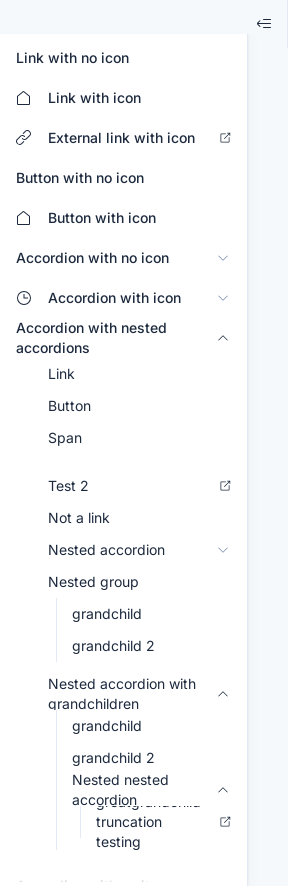 Link with no icon
Link with icon
External link with icon
Button with no icon
Button with icon
Accordion with no icon
Accordion with icon
Accordion with nested
accordions
Link
Button
Span
Test 2
Not a link
Nested accordion
Nested group
grandchild
grandchild 2
Nested accordion with
grandchildren
grandchild
grandchild 2
Nested nested
accordion
truncation
testing